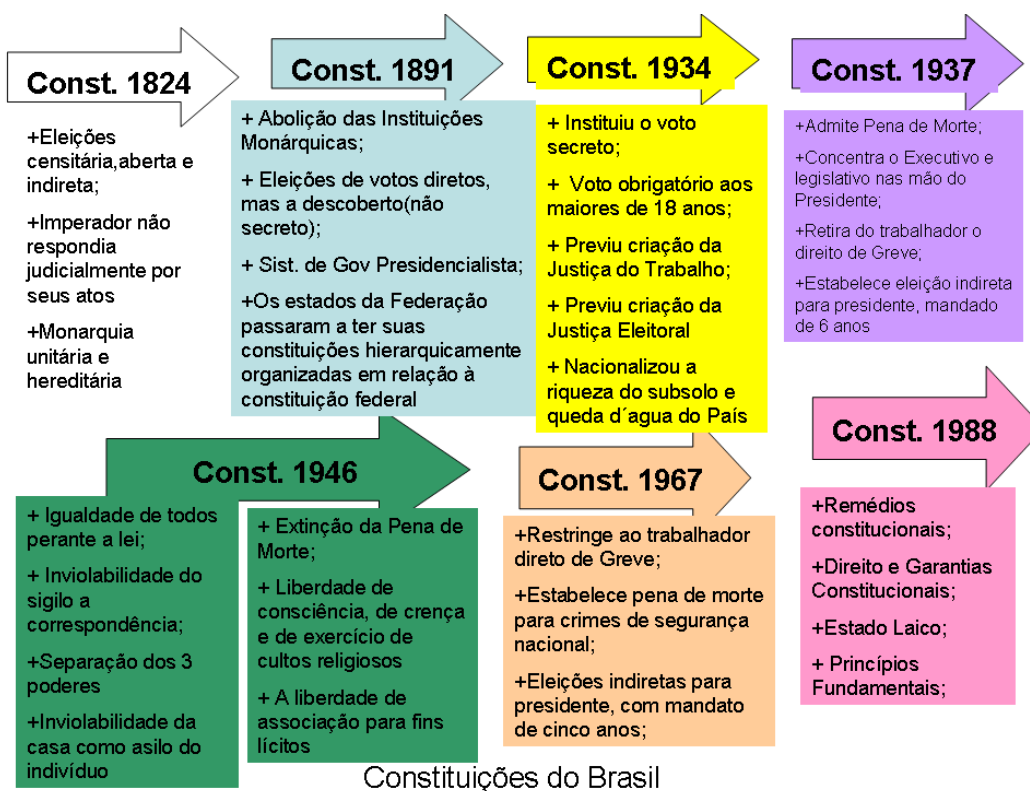 Const. 1824
+Eleições
censitária,aberta e
indireta;
+Imperador não
respondia
judicialmente por
seus atos
+Monarquia
unitária e
hereditária
Const. 1891
+ Abolição das Instituições
Monárquicas;
+ Eleições de votos diretos,
mas a descoberto(não
secreto);
+ Sist. de Gov Presidencialista;
+Os estados da Federação
passaram a ter suas
constituições hierarquicamente
organizadas em relação à
constituição federal
Const. 1934
+ Instituiu o voto
secreto;
+ Voto obrigatório aos
maiores de 18 anos;
+ Previu criação da
Justiça do Trabalho;
+ Previu criação da
Justiça Eleitoral
+ Nacionalizou a
riqueza do subsolo e
queda d´agua do País
Const. 1937
+Admite Pena de Morte;
+Concentra o Executivo e
legislativo nas mão do
Presidente;
+Retira do trabalhador o
direito de Greve;
+Estabelece eleição indireta
para presidente, mandado
de 6 anos
Const. 1946
+ Igualdade de todos
perante a lei;
+ Inviolabilidade do
sigilo a
correspondência;
+Separação dos 3
poderes
+Inviolabilidade da
casa como asilo do
indivíduo
+ Extinção da Pena de
Morte;
+ Liberdade de
consciência, de crença
e de exercício de
cultos religiosos
+ A liberdade de
associação para fins
lícitos
Const. 1967
+Restringe ao trabalhador
direto de Greve;
+Estabelece pena de morte
para crimes de segurança
nacional;
+Eleições indiretas para
presidente, com mandato
de cinco anos;
Const. 1988
+Remédios
constitucionais;
+Direito e Garantias
Constitucionais;
+Estado Laico;
+ Princípios
Fundamentais;
Constituições do Brasil